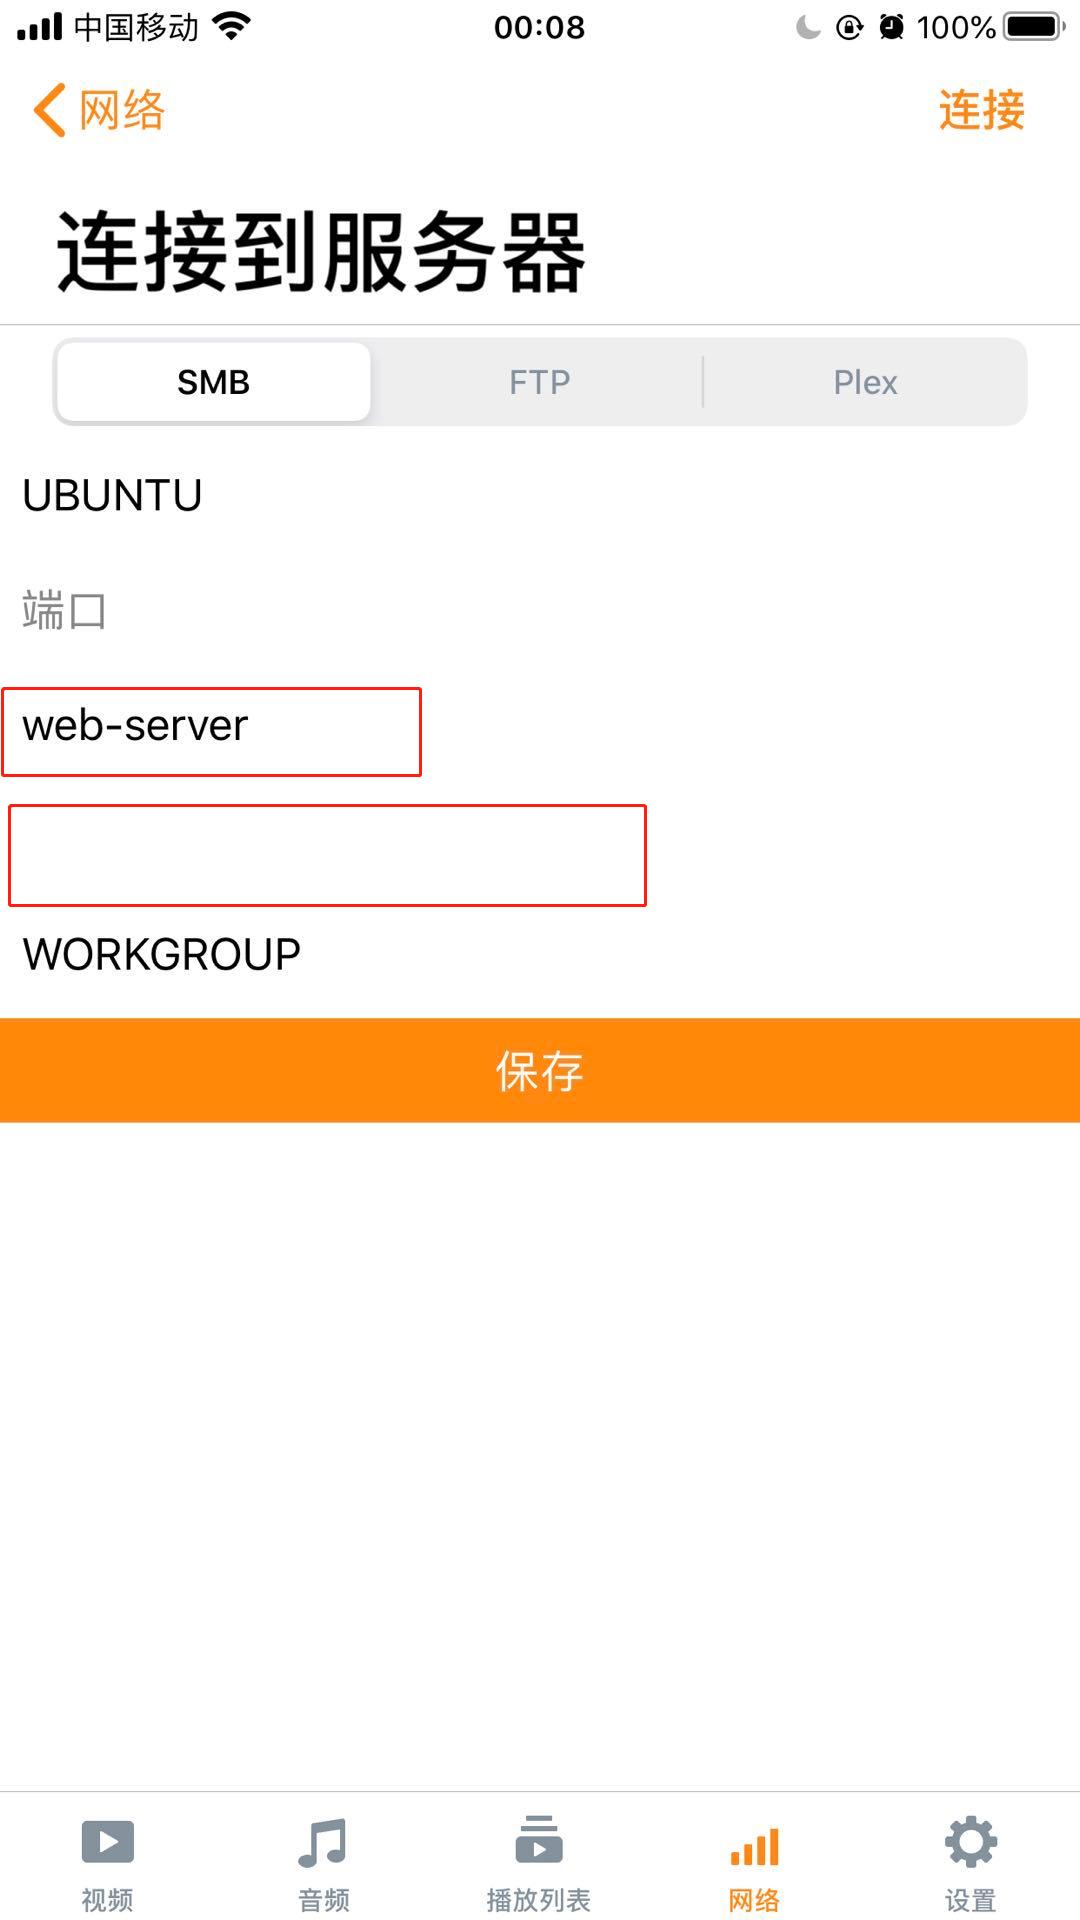 中国移动 00:08 100%
网络 连接
连接到服务器
SMB FTP Plex
UBUNTU
端口
web-server
WORKGROUP
保存
视频 音频 播放列表 网络 设置